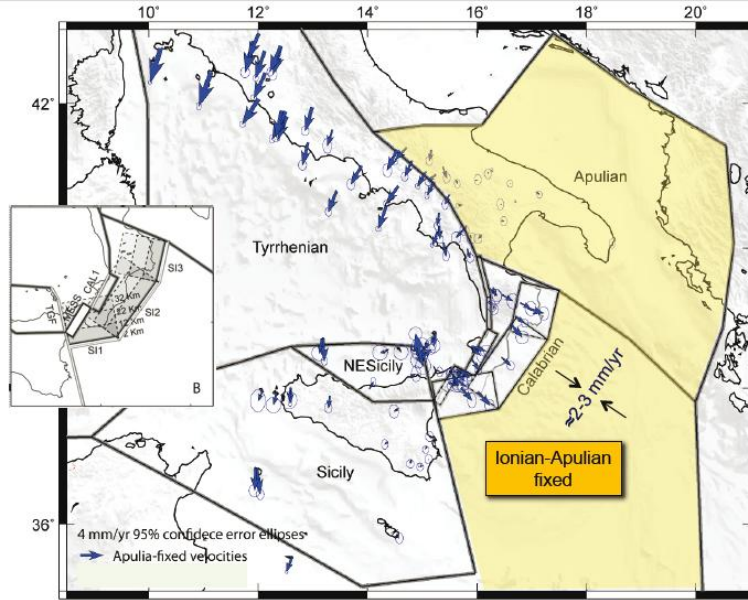 10° 12° 14° 16° 18° 20°
42°
Apulian
Tyrrhenian
SI3
CAL1
MESS
32 Km
22 Km
12 Km
2 Km
SI2
TGF
SI1
B
NESicily
Calabrian
≈2-3 mm/yr
Sicily
Ionian-Apulian
fixed
36°
4 mm/yr 95% confidece error ellipses
Apulia-fixed velocities